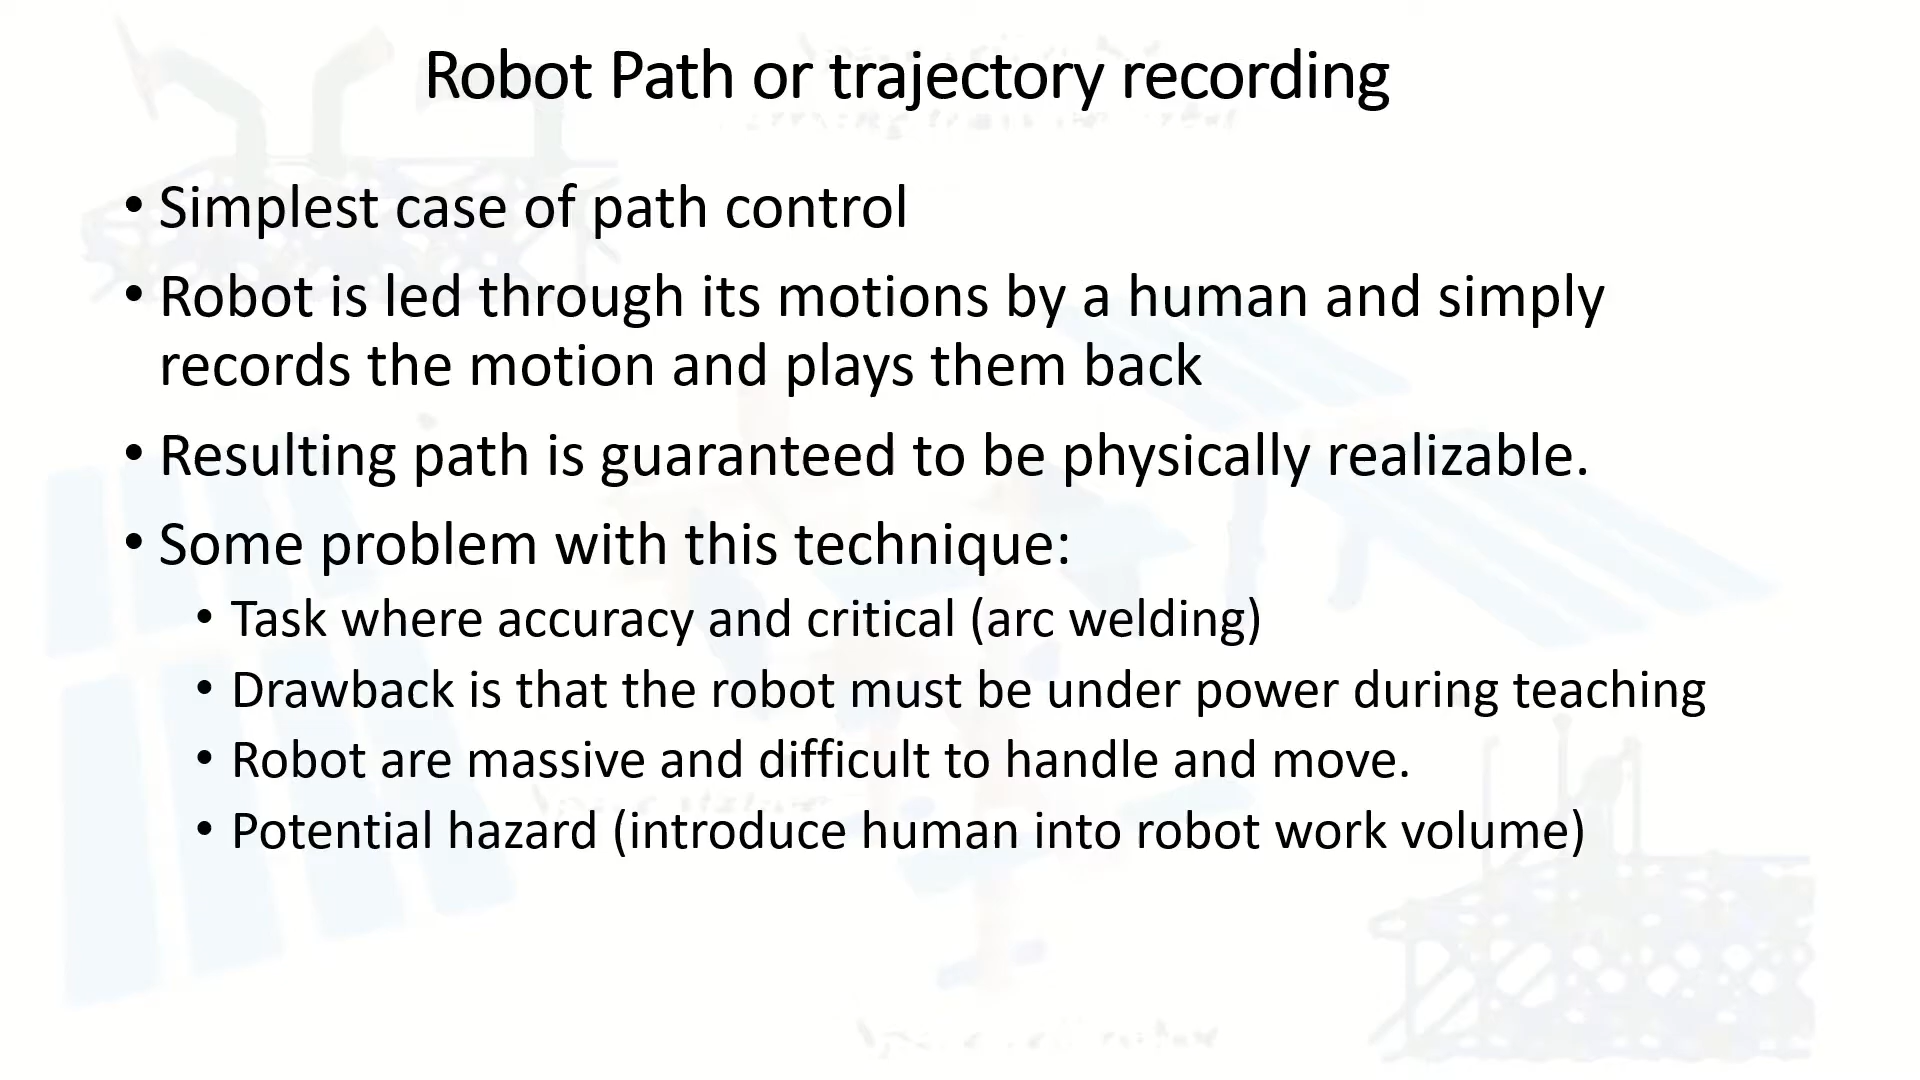 Robot Path or trajectory recording
• Simplest case of path control
• Robot is led through its motions by a human and simply
records the motion and plays them back
• Resulting path is guaranteed to be physically realizable.
• Some problem with this technique:
• Task where accuracy and critical (arc welding)
• Drawback is that the robot must be under power during teaching
• Robot are massive and difficult to handle and move.
• Potential hazard (introduce human into robot work volume)